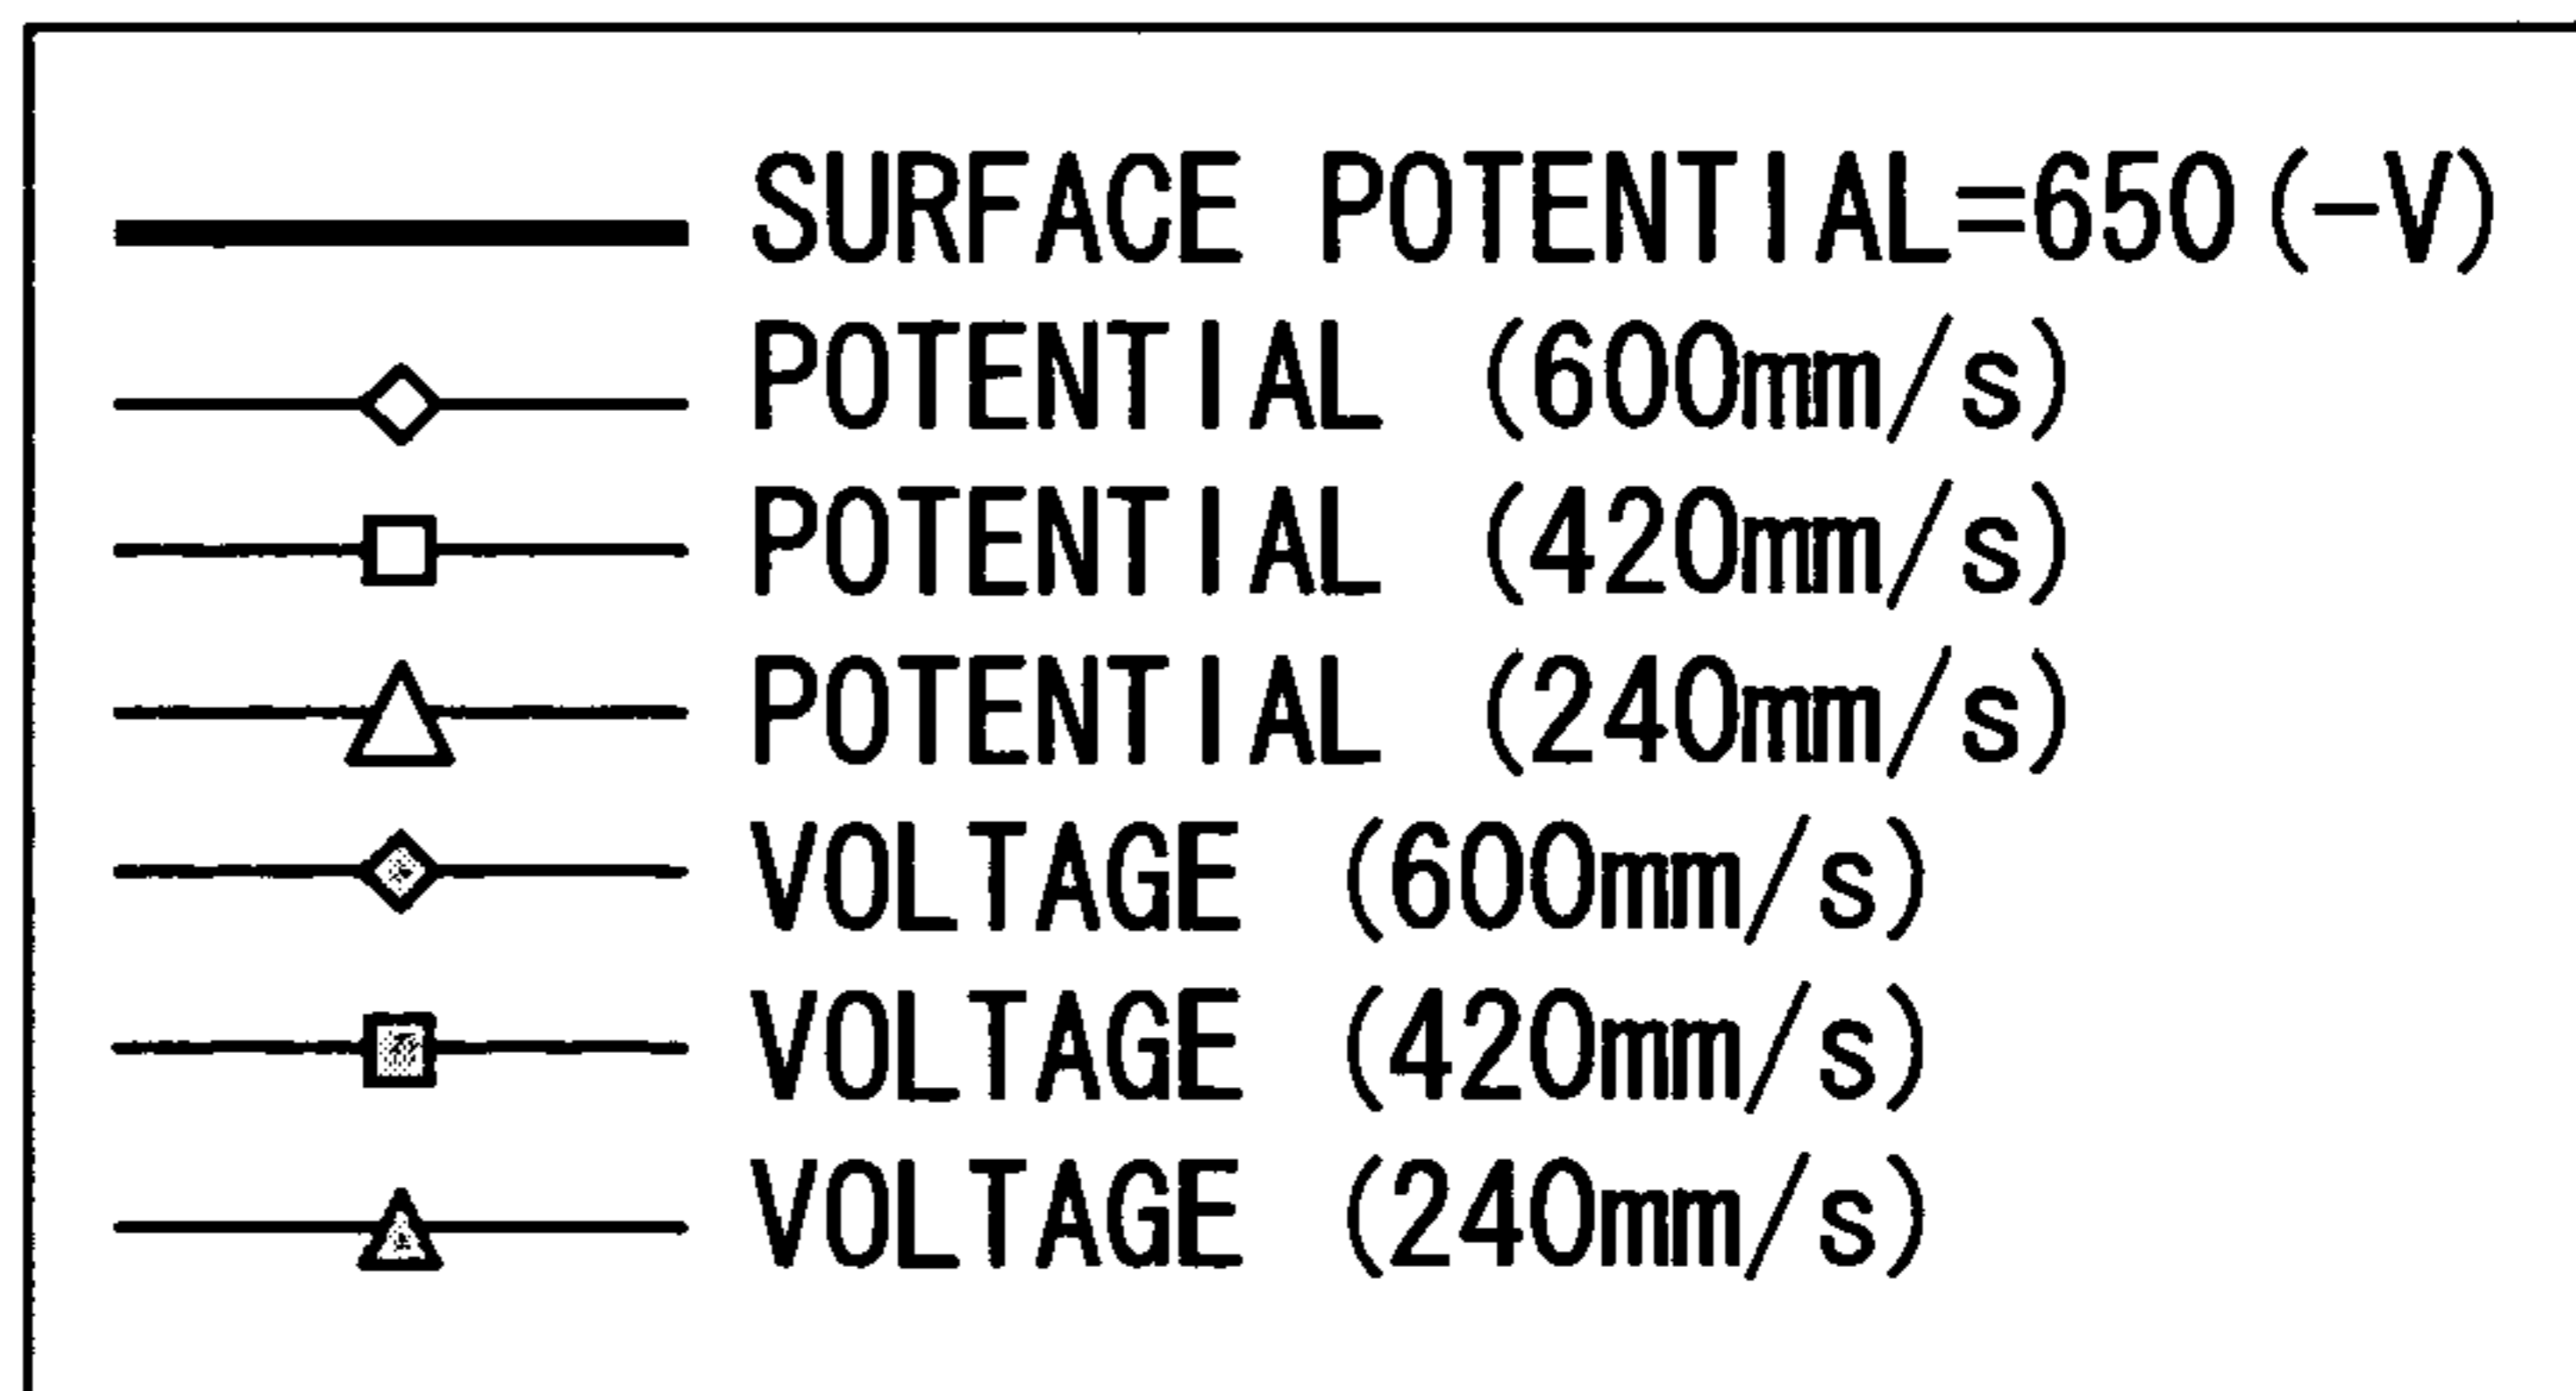 SURFACE POTENTIAL=650(-V)
POTENTIAL (600mm/s)
POTENTIAL (420mm/s)
POTENTIAL (240mm/s)
VOLTAGE (600mm/s)
VOLTAGE (420mm/s)
VOLTAGE (240mm/s)